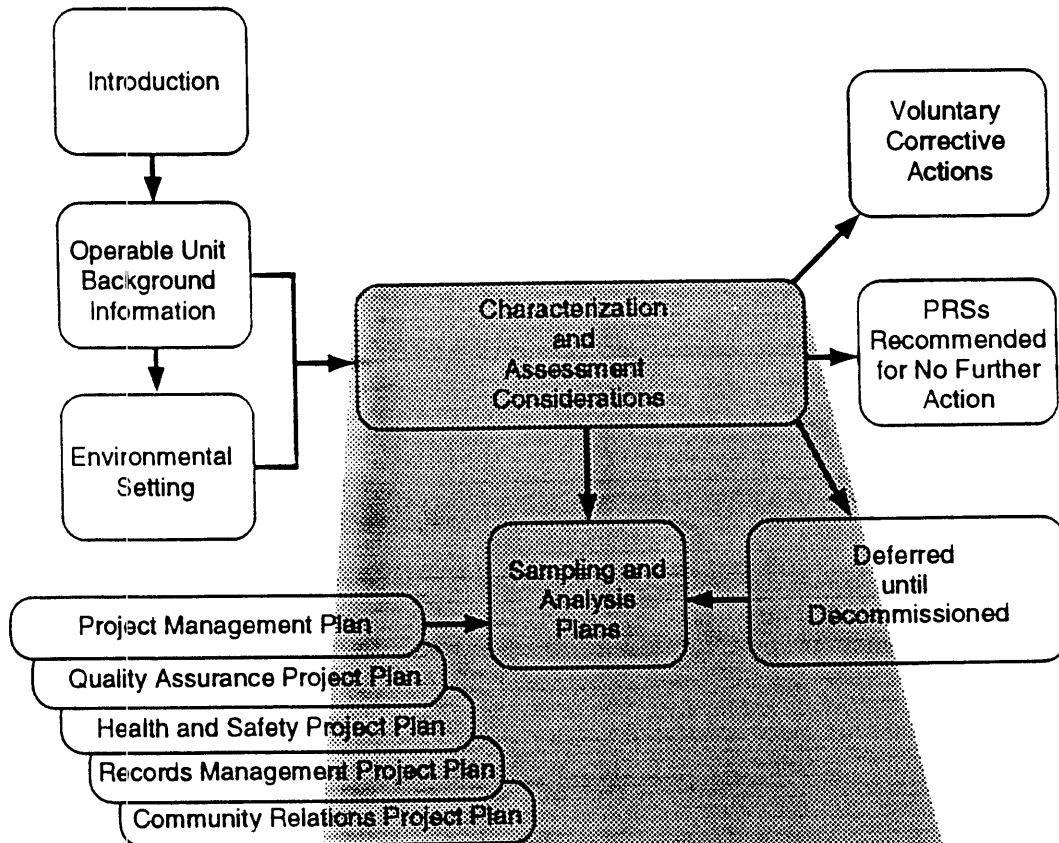 Introduction
Operable Unit
Background
Information
Environmental
Setting
Characterization
and
Assessment
Considerations
Voluntary
Corrective
Actions
PRSs
Recommended
for No Further
Action
Deferred
until
Decommissioned
Sampling and
Analysis
Plans
Project Management Plan
Quality Assurance Project Plan
Health and Safety Project Plan
Records Management Project Plan
Community Relations Project Plan